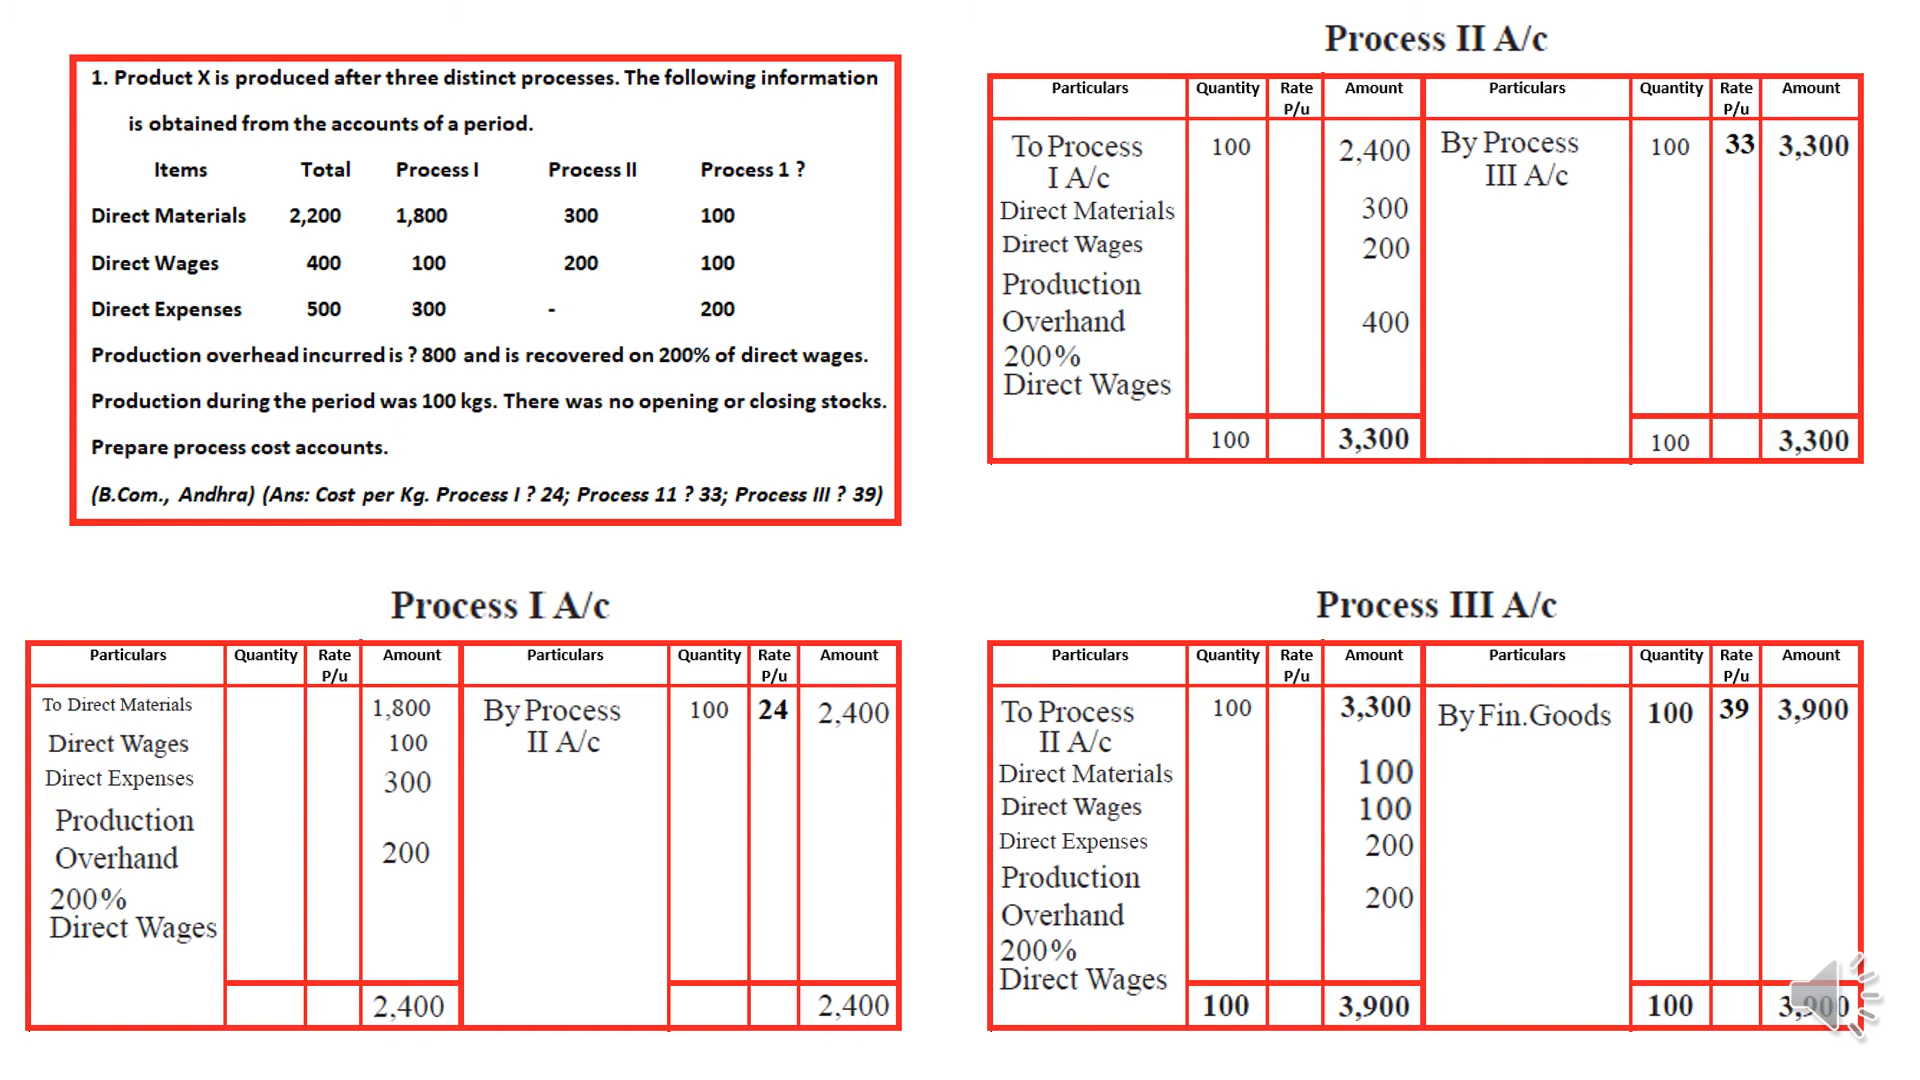 1. Product X is produced after three distinct processes. The following information
is obtained from the accounts of a period.
Items Total Process I Process II Process 1 ?
Direct Materials 2,200 1,800 300 100
Direct Wages 400 100 200 100
Direct Expenses 500 300 - 200
Production overhead incurred is ? 800 and is recovered on 200% of direct wages.
Production during the period was 100 kgs. There was no opening or closing stocks.
Prepare process cost accounts.
(B.Com., Andhra) (Ans: Cost per Kg. Process I ? 24; Process 11 ? 33; Process III ? 39)
Process II A/c
Particulars Quantity Rate Amount Particulars Quantity Rate Amount
P/u P/u
To Process 100 2,400 By Process 100 33 3,300
I A/c III A/c
Direct Materials 300
Direct Wages 200
Production
Overhand 400
200%
Direct Wages
100 3,300 100 3,300
Process I A/c
Particulars Quantity Rate Amount Particulars Quantity Rate Amount
P/u P/u
To Direct Materials 1,800 By Process 100 24 2,400
Direct Wages 100 II A/c
Direct Expenses 300
Production
Overhand 200
200%
Direct Wages
2,400 2,400
Process III A/c
Particulars Quantity Rate Amount Particulars Quantity Rate Amount
P/u P/u
To Process 100 3,300 By Fin.Goods 100 39 3,900
II A/c
Direct Materials 100
Direct Wages 100
Direct Expenses 200
Production 200
Overhand
200%
Direct Wages
100 3,900 100 3,900